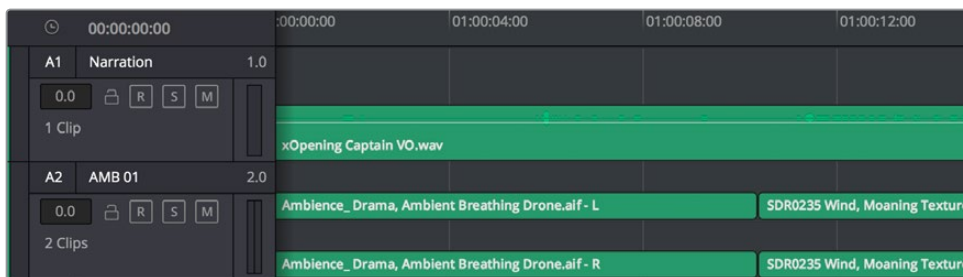 00:00:00:00 :00:00:00 01:00:04:00 01:00:08:00 01:00:12:00
A1 Narration 1.0
0.0 R S M
1 Clip
xOpening Captain VO.wav
A2 AMB 01 2.0
Ambience_ Drama, Ambient Breathing Drone.aif - L SDR0235 Wind, Moaning Textur
0.0 R S M
2 Clips
Ambience_ Drama, Ambient Breathing Drone.aif - R SDR0235 Wind, Moaning Textur